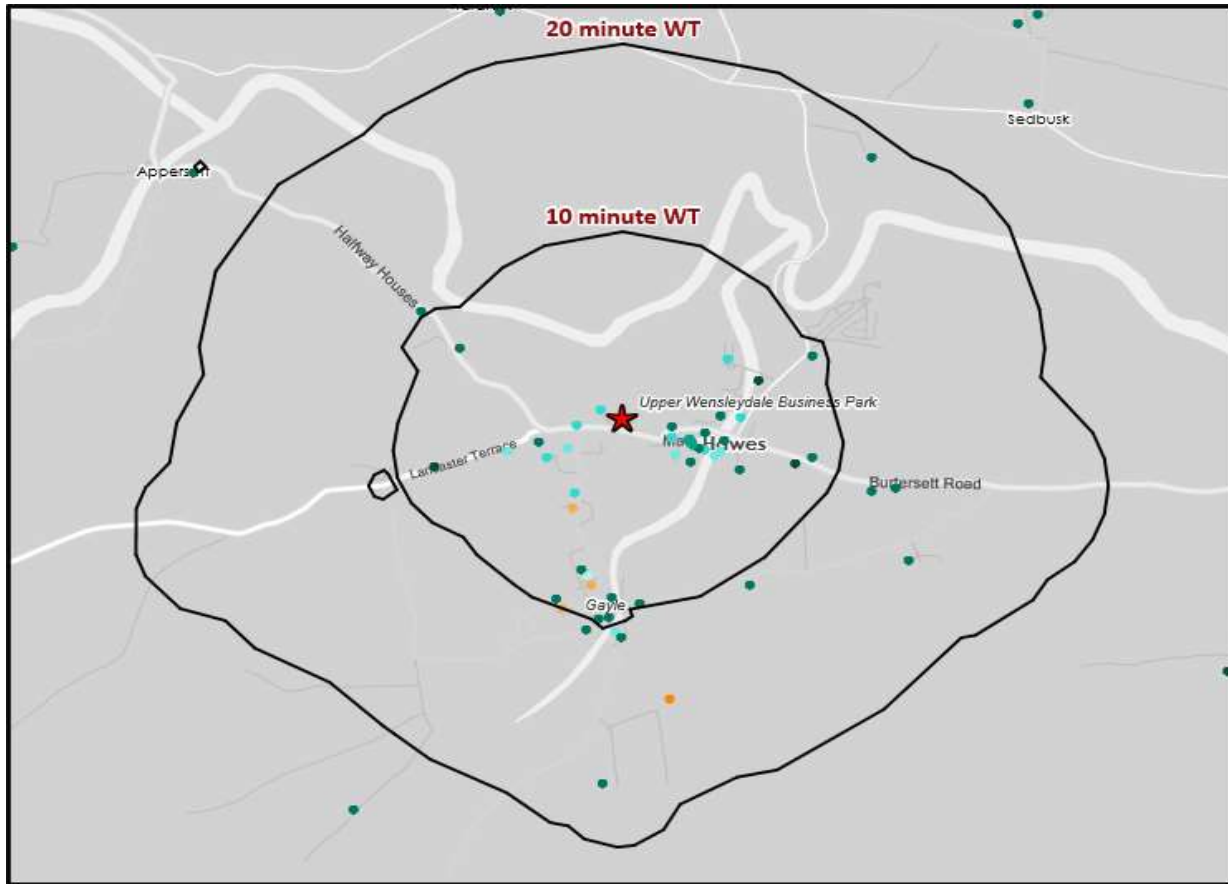 20 minute WT
Sedbusk
Appersett
10 minute WT
Halfway Houses
Upper Wensleydale Business Park
Hawes
Lancaster Terrace
Burtersett Road
Gayle